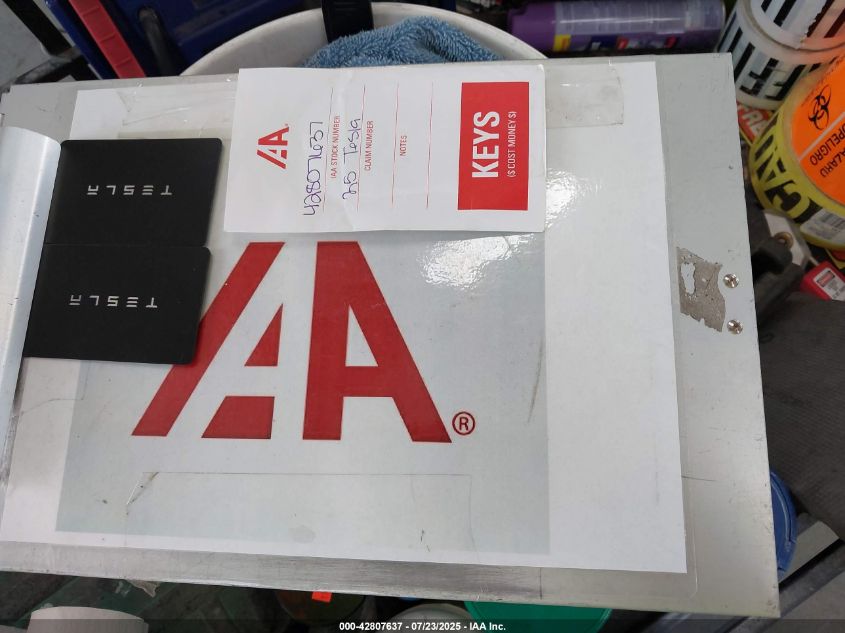 TESLA
TESLA
IAA®
42807637
IAA STOCK NUMBER
25 Tesla
CLAIM NUMBER
NOTES
KEYS
($ COST MONEY $)
IAA®
PELIGRO
000-42807637 - 07/23/2025 - IAA Inc.